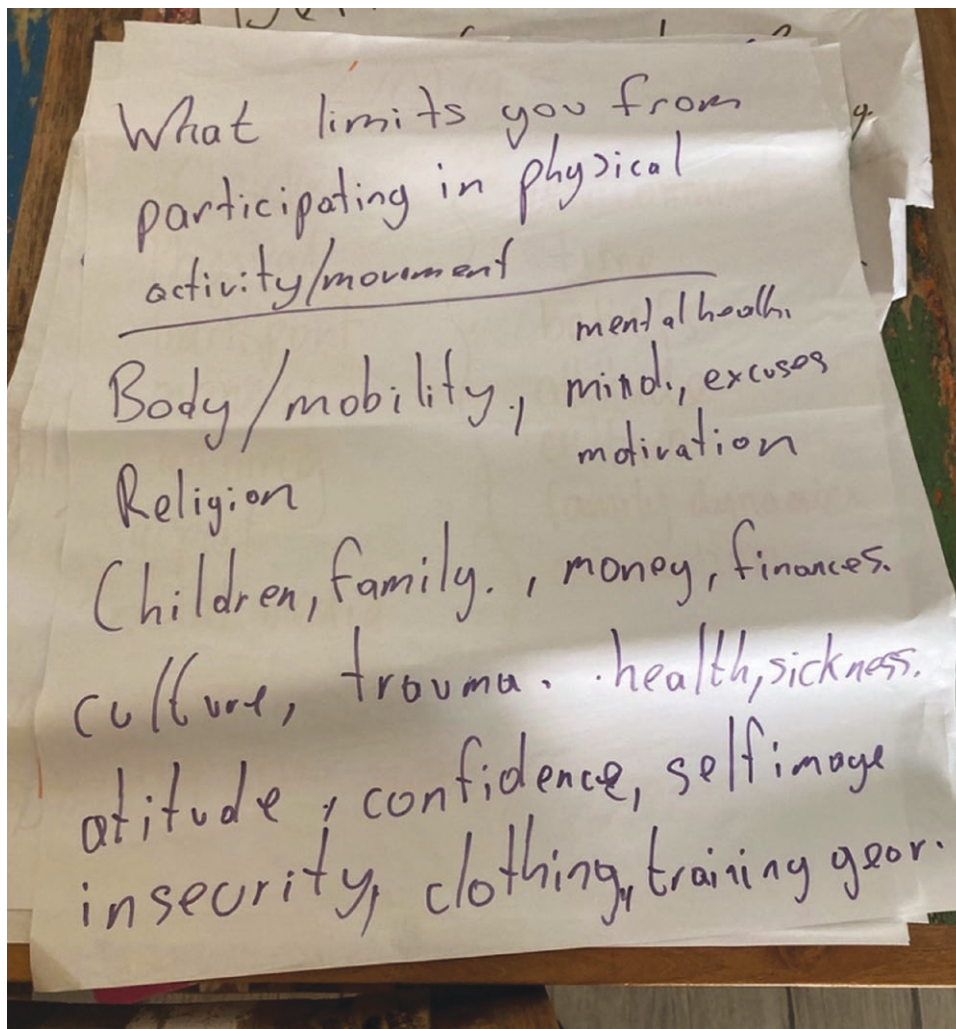 What limits you from
participating in physical
activity/movement
mental health.
Body/mobility, mind, excuses
motivation
Religion
Children, family. , money, finances.
culture, trauma. health, sickness.
atitude, confidence, selfimage
insecurity, clothing, training gear.